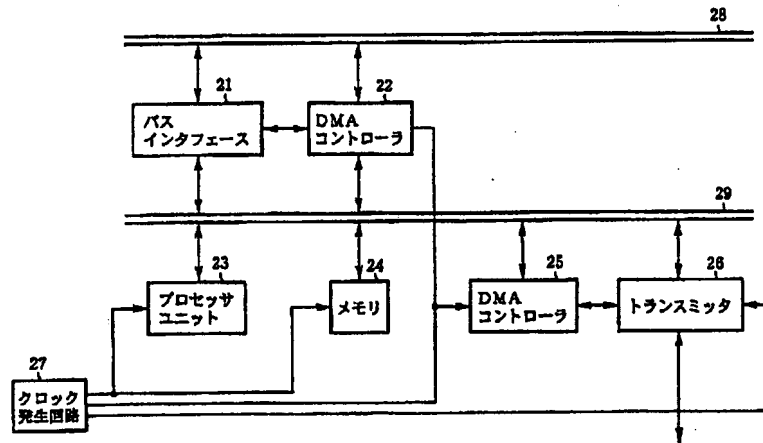 28
21
22
バス
インタフェース
DMA
コントローラ
29
23
24
25
26
プロセッサ
ユニット
メモリ
DMA
コントローラ
トランスミッタ
27
クロック
発生回路